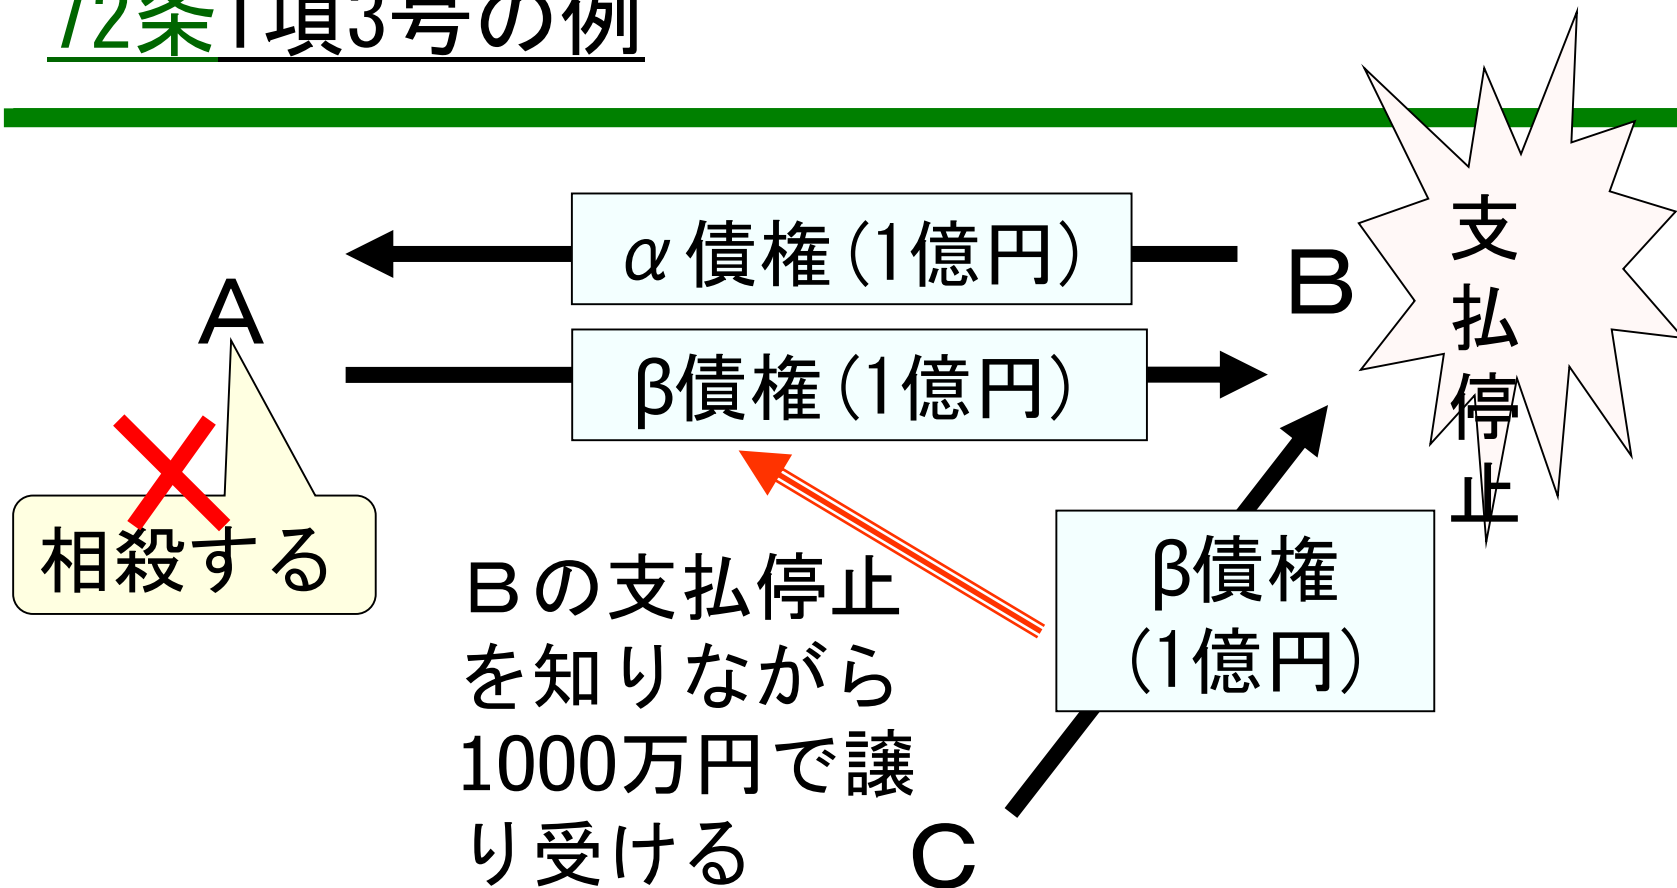 72条1項3号の例
α債権(1億円)
A
B
支払停止
β債権(1億円)
相殺する
Bの支払停止
を知りながら
1000万円で譲
り受ける
β債権
(1億円)
C